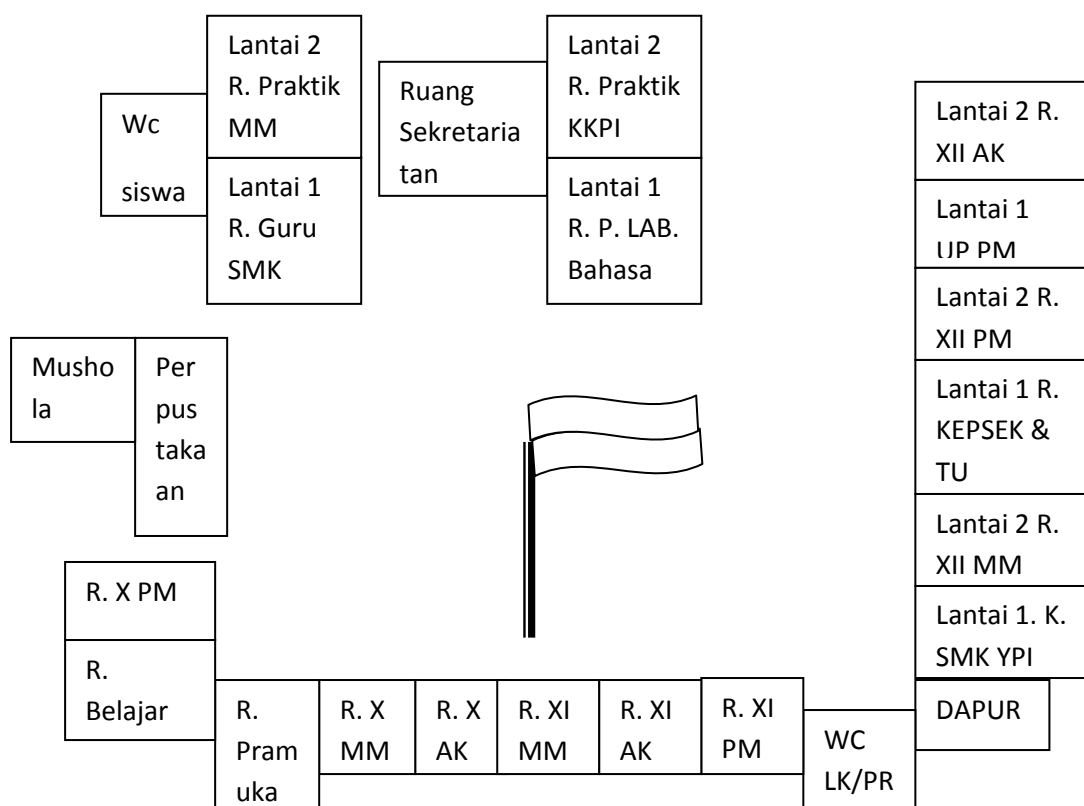 Lantai 2
R. Praktik
MM
Lantai 2
R. Praktik
KKPI
Ruang
Sekretaria
tan
Wc
siswa
Lantai 2 R.
XII AK
Lantai 1
R. Guru
SMK
Lantai 1
R. P. LAB.
Bahasa
Lantai 1
UP PM
Lantai 2 R.
XII PM
Musho
la
Per
pus
taka
an
Lantai 1 R.
KEPSEK &
TU
Lantai 2 R.
XII MM
R. X PM
Lantai 1. K.
SMK YPI
R.
Belajar
R.
Pram
uka
R. X
MM
R. X
AK
R. XI
MM
R. XI
AK
R. XI
PM
WC
LK/PR
DAPUR